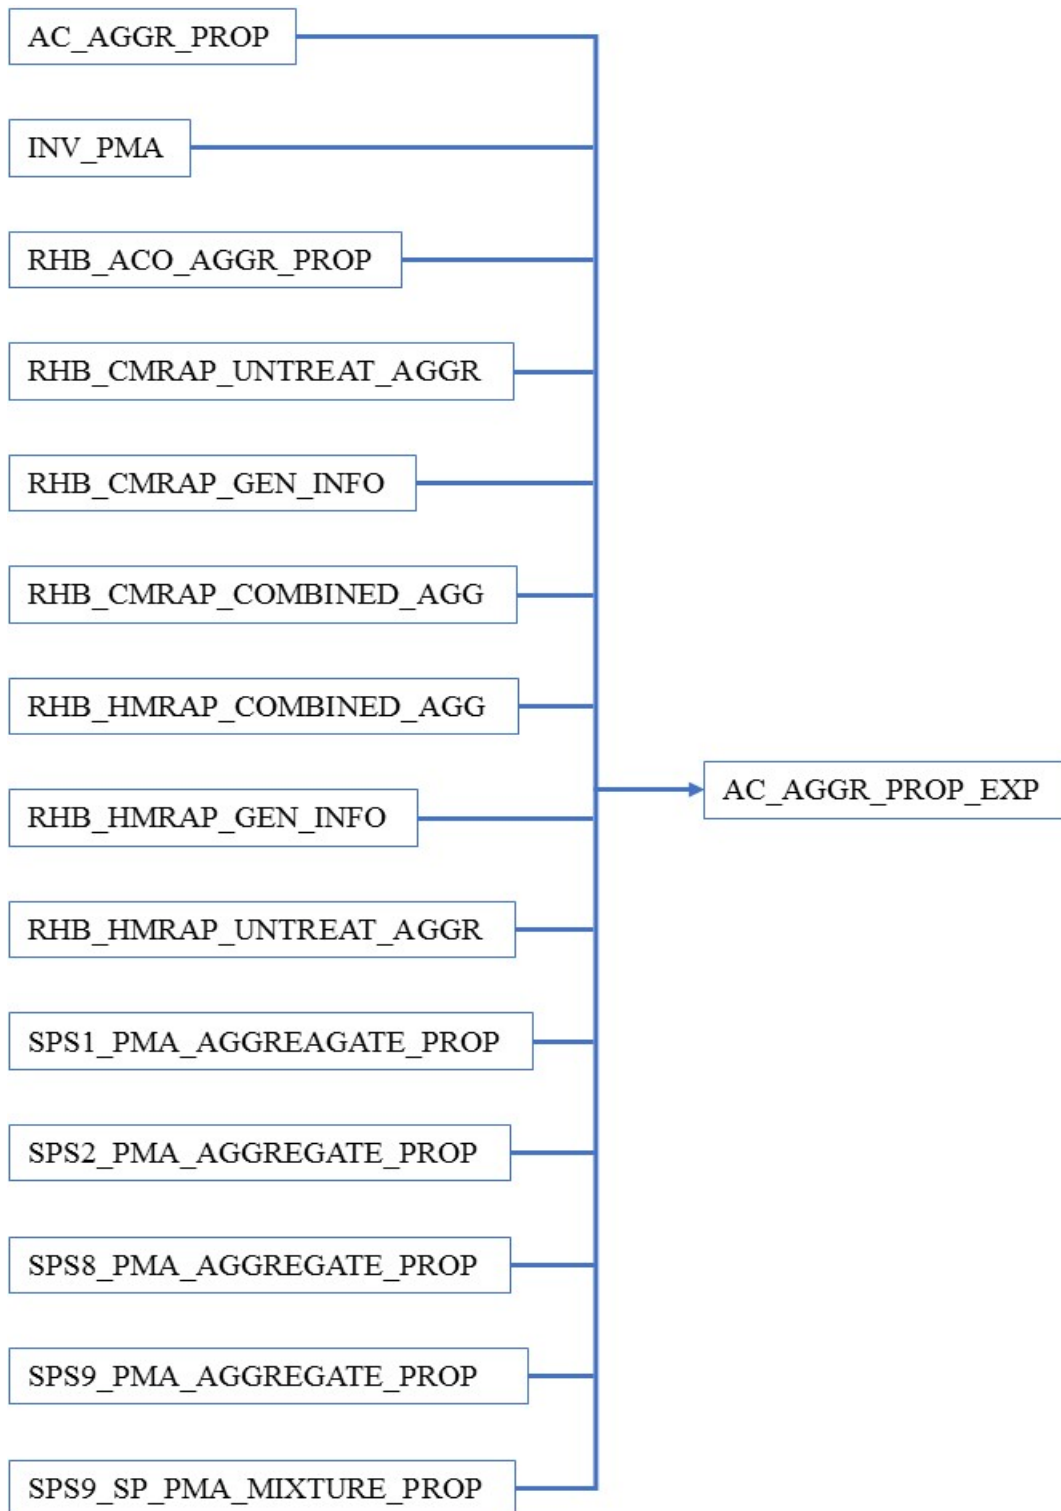 AC_AGGR_PROP
INV_PMA
RHB_ACO_AGGR_PROP
RHB_CMRAP_UNTREAT_AGGR
RHB_CMRAP_GEN_INFO
RHB_CMRAP_COMBINED_AGG
RHB_HMRAP_COMBINED_AGG
AC_AGGR_PROP_EXP
RHB_HMRAP_GEN_INFO
RHB_HMRAP_UNTREAT_AGGR
SPS1_PMA_AGGREAGATE_PROP
SPS2_PMA_AGGREGATE_PROP
SPS8_PMA_AGGREGATE_PROP
SPS9_PMA_AGGREGATE_PROP
SPS9_SP_PMA_MIXTURE_PROP